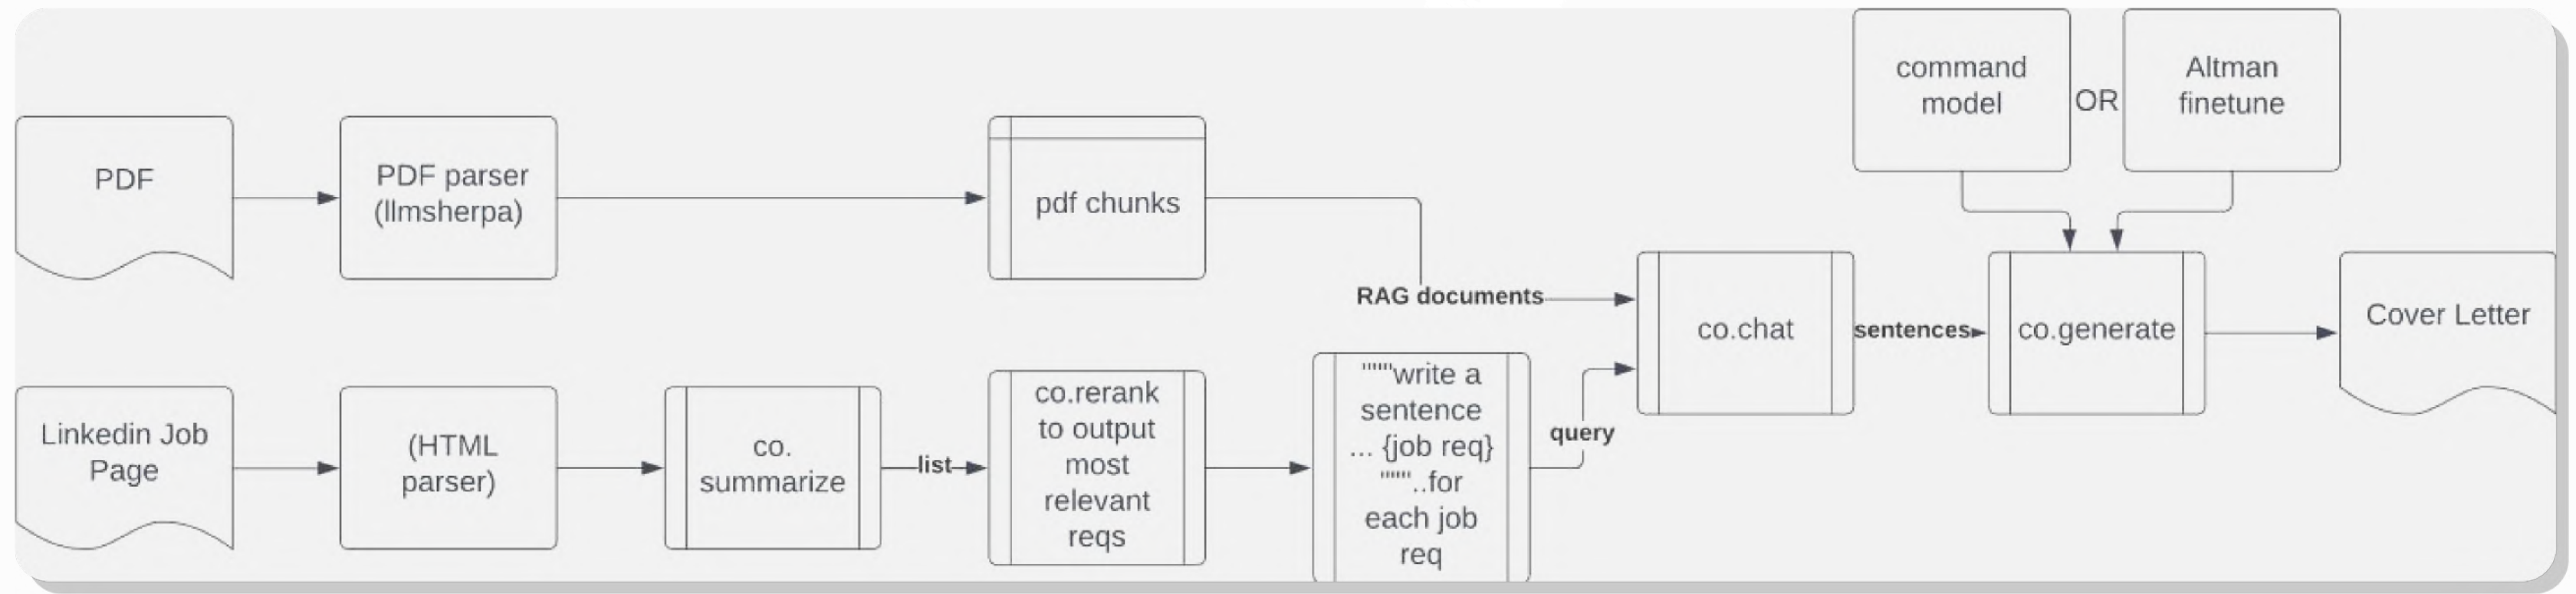 command
model
OR
Altman
finetune
PDF
PDF parser
(llmsherpa)
pdf chunks
RAG documents
co.chat
sentences
co.generate
Cover Letter
Linkedin Job
Page
(HTML
parser)
co.
summarize
list
co.rerank
to output
most
relevant
reqs
"""write a
sentence
... {job req}
"""..for
each job
req
query